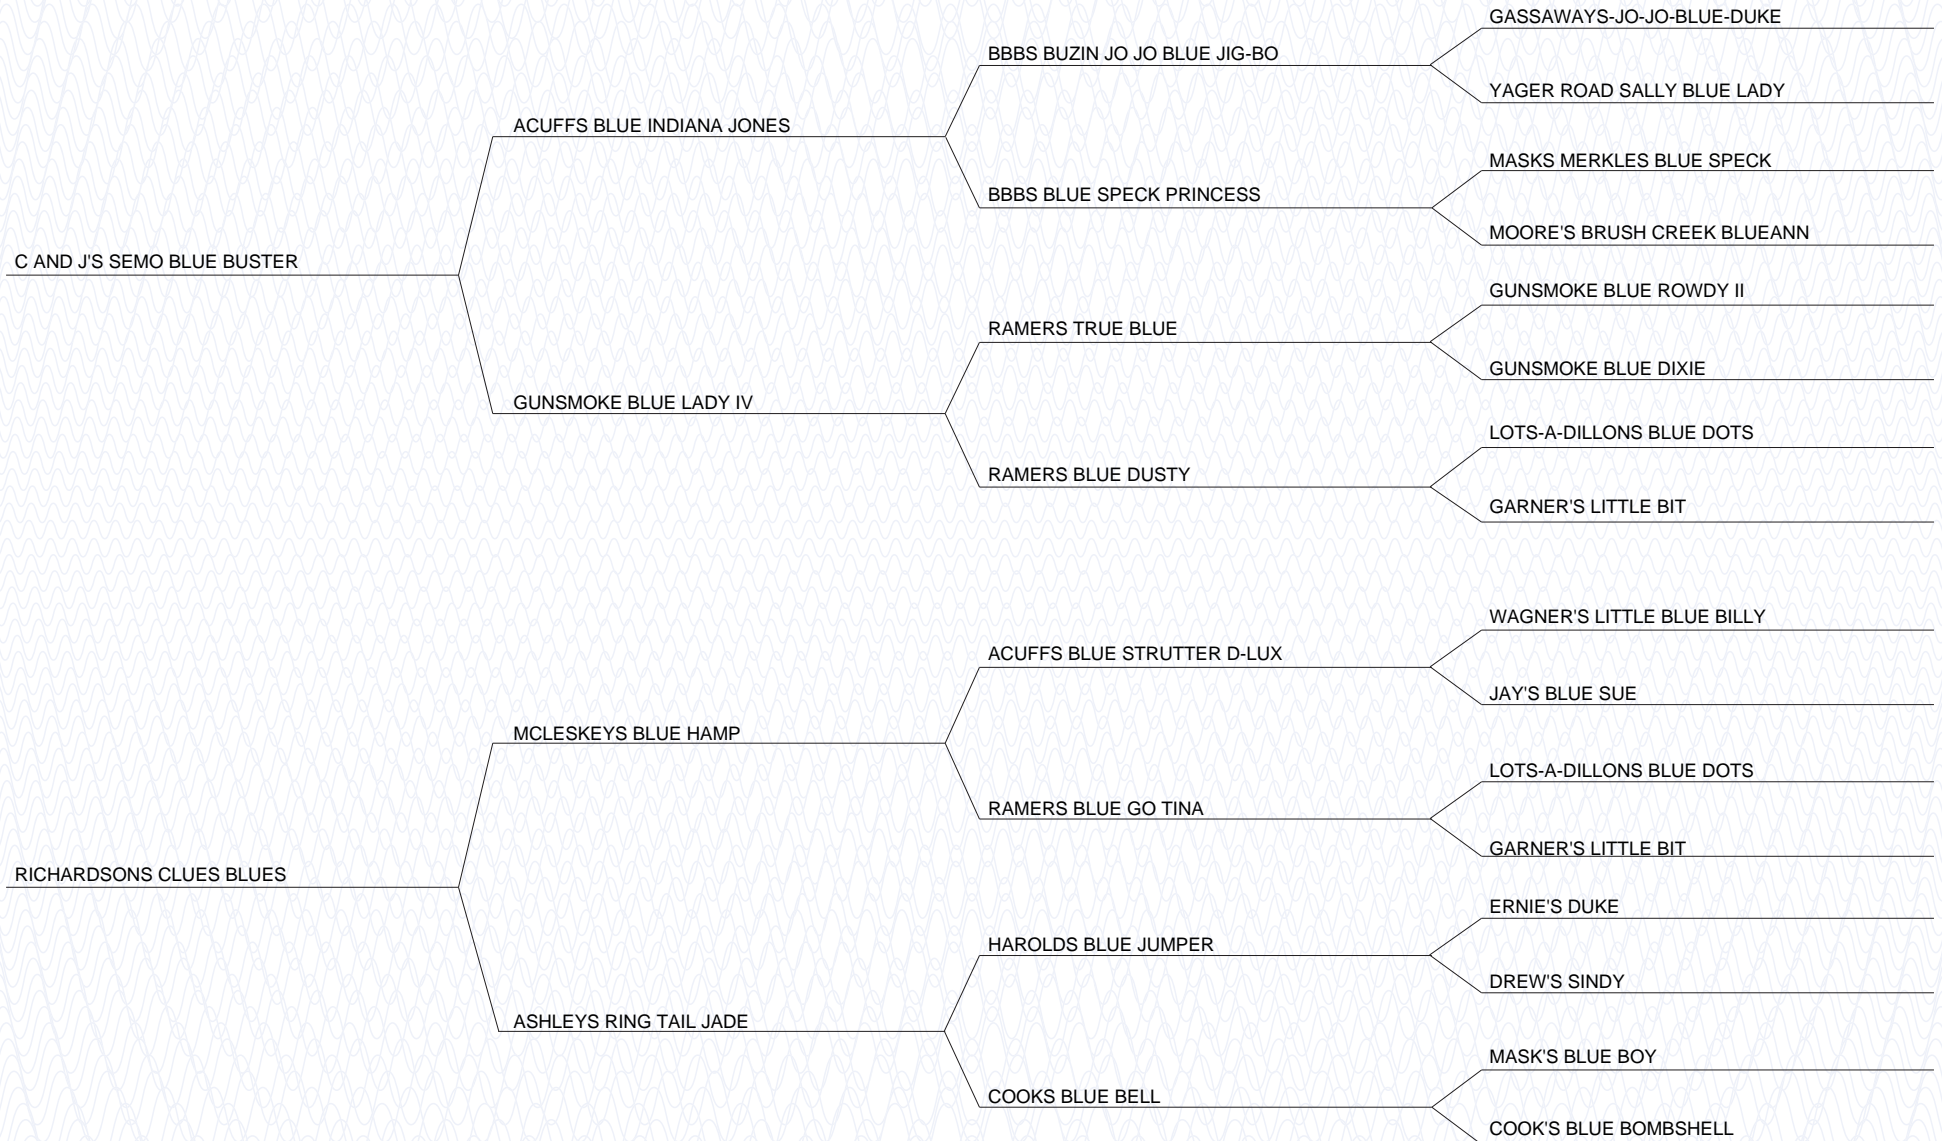 GASSAWAYS-JO-JO-BLUE-DUKE
BBBS BUZIN JO JO BLUE JIG-BO
YAGER ROAD SALLY BLUE LADY
ACUFFS BLUE INDIANA JONES
MASKS MERKLES BLUE SPECK
BBBS BLUE SPECK PRINCESS
MOORE'S BRUSH CREEK BLUEANN
C AND J'S SEMO BLUE BUSTER
GUNSMOKE BLUE ROWDY II
RAMERS TRUE BLUE
GUNSMOKE BLUE DIXIE
GUNSMOKE BLUE LADY IV
LOTS-A-DILLONS BLUE DOTS
RAMERS BLUE DUSTY
GARNER'S LITTLE BIT
WAGNER'S LITTLE BLUE BILLY
ACUFFS BLUE STRUTTER D-LUX
JAY'S BLUE SUE
MCLESKEYS BLUE HAMP
LOTS-A-DILLONS BLUE DOTS
RAMERS BLUE GO TINA
GARNER'S LITTLE BIT
RICHARDSONS CLUES BLUES
ERNIE'S DUKE
HAROLDS BLUE JUMPER
DREW'S SINDY
ASHLEYS RING TAIL JADE
MASK'S BLUE BOY
COOKS BLUE BELL
COOK'S BLUE BOMBSHELL